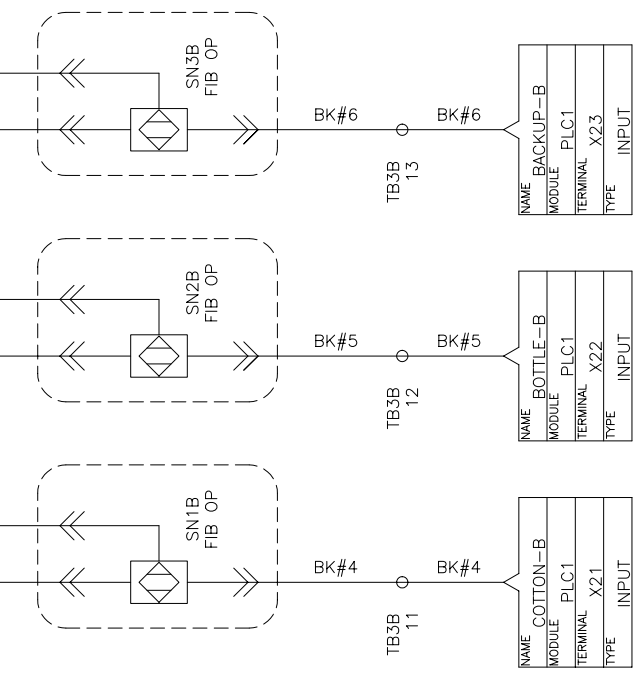 SN3B
FIB OP
BK#6
TB3B
13
BK#6
NAME
BACKUP-B
MODULE
PLC1
TERMINAL
X23
TYPE
INPUT
SN2B
FIB OP
BK#5
TB3B
12
BK#5
NAME
BOTTLE-B
MODULE
PLC1
TERMINAL
X22
TYPE
INPUT
SN1B
FIB OP
BK#4
TB3B
11
BK#4
NAME
COTTON-B
MODULE
PLC1
TERMINAL
X21
TYPE
INPUT